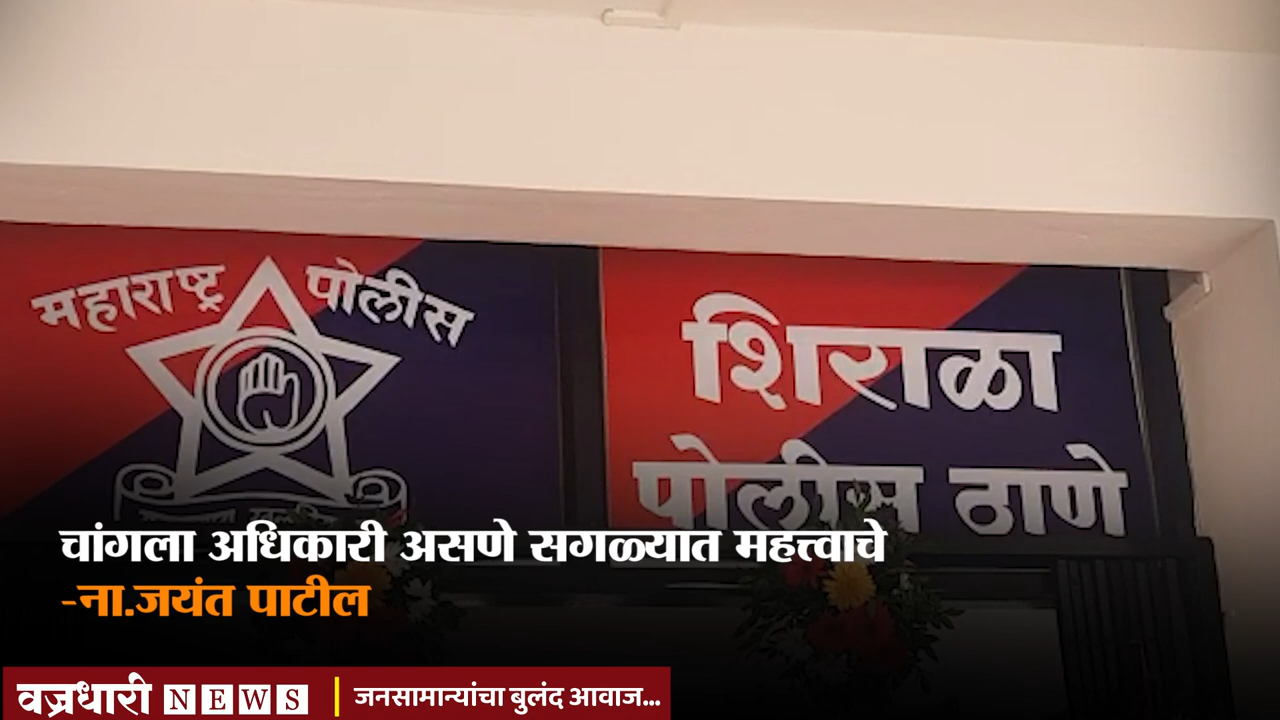 महाराष्ट्र पोलीस
शिराळा
पोलीस ठाणे
चांगला अधिकारी असणे सगळ्यात महत्त्वाचे
-ना.जयंत पाटील
वज्रधारी NEWS
जनसामान्यांचा बुलंद आवाज...